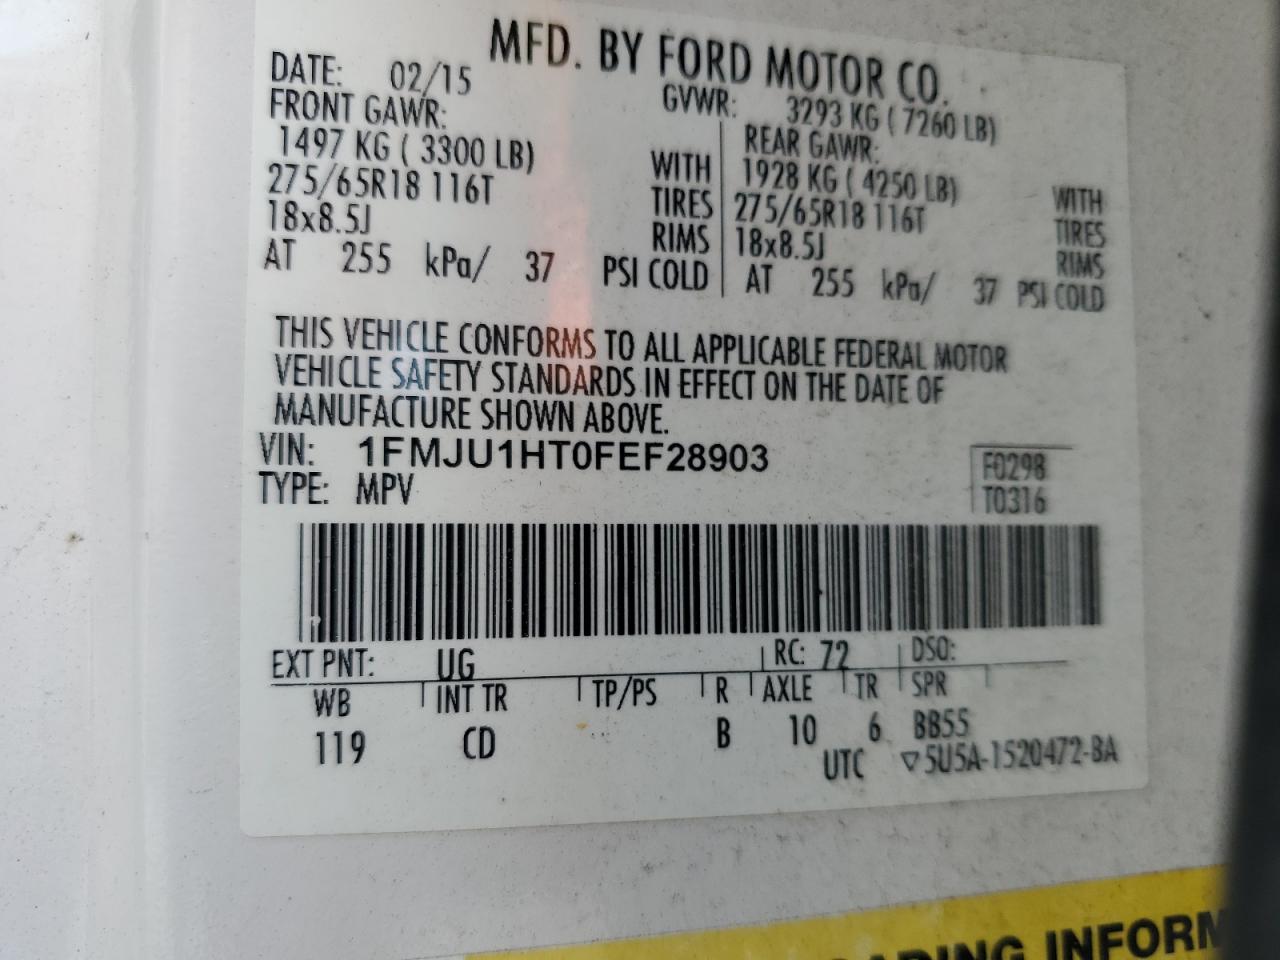 MFD. BY FORD MOTOR CO.
DATE: 02/15 GVWR: 3293 KG ( 7260 LB)
FRONT GAWR: REAR GAWR:
1497 KG ( 3300 LB) WITH 1928 KG ( 4250 LB) WITH
275/65R18 116T TIRES 275/65R18 116T TIRES
18x8.5J RIMS 18x8.5J RIMS
AT 255 kPa/ 37 PSI COLD AT 255 kPa/ 37 PSI COLD
THIS VEHICLE CONFORMS TO ALL APPLICABLE FEDERAL MOTOR
VEHICLE SAFETY STANDARDS IN EFFECT ON THE DATE OF
MANUFACTURE SHOWN ABOVE.
VIN: 1FMJU1HT0FEF28903 F0298
TYPE: MPV T0316
EXT PNT: UG RC: 72 DSO:
WB INT TR TP/PS R AXLE TR SPR
119 CD B 10 6 BB55
UTC ▽5U5A-1520472-BA
INFORM